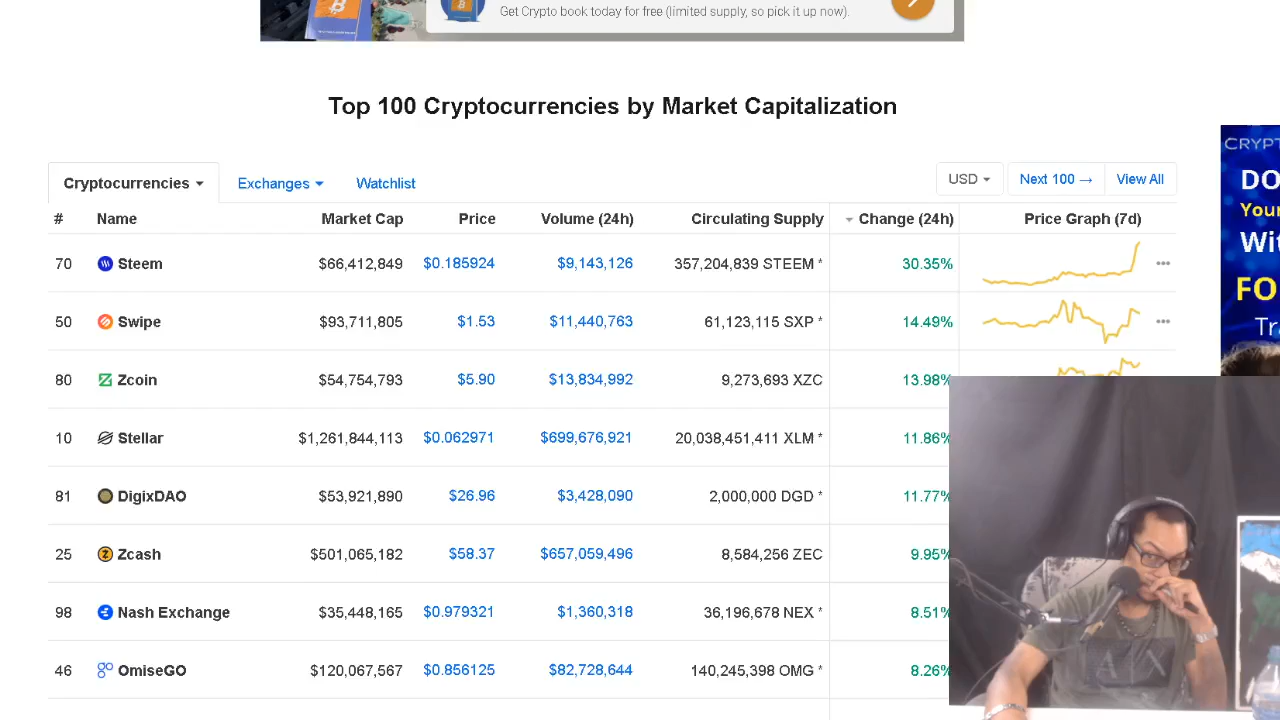 Get Crypto book today for free (limited supply, so pick it up now).
Top 100 Cryptocurrencies by Market Capitalization
Cryptocurrencies Exchanges Watchlist USD Next 100 → View All
# Name Market Cap Price Volume (24h) Circulating Supply Change (24h) Price Graph (7d)
70 Steem $66,412,849 $0.185924 $9,143,126 357,204,839 STEEM * 30.35%
50 Swipe $93,711,805 $1.53 $11,440,763 61,123,115 SXP * 14.49%
80 Zcoin $54,754,793 $5.90 $13,834,992 9,273,693 XZC 13.98%
10 Stellar $1,261,844,113 $0.062971 $699,676,921 20,038,451,411 XLM * 11.86%
81 DigixDAO $53,921,890 $26.96 $3,428,090 2,000,000 DGD * 11.77%
25 Zcash $501,065,182 $58.37 $657,059,496 8,584,256 ZEC 9.95%
98 Nash Exchange $35,448,165 $0.979321 $1,360,318 36,196,678 NEX * 8.51%
46 OmiseGO $120,067,567 $0.856125 $82,728,644 140,245,398 OMG * 8.26%
CRYPT
DO
Your
Wit
FO
Tra